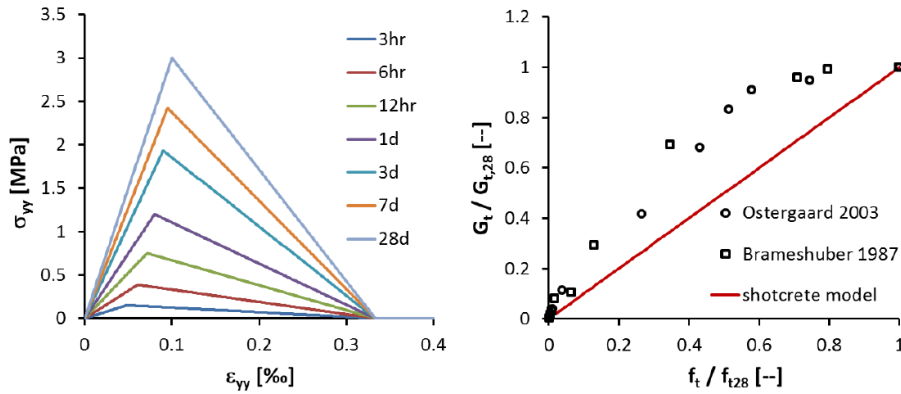 3.5
3
2.5
2
1.5
1
0.5
0
σyy [MPa]
0
0.1
0.2
0.3
0.4
εyy [‰]
3hr
6hr
12hr
1d
3d
7d
28d
1.2
1
0.8
0.6
0.4
0.2
0
Gt / Gt,28 [--]
0
0.2
0.4
0.6
0.8
1
ft / ft28 [--]
Ostergaard 2003
Brameshuber 1987
shotcrete model